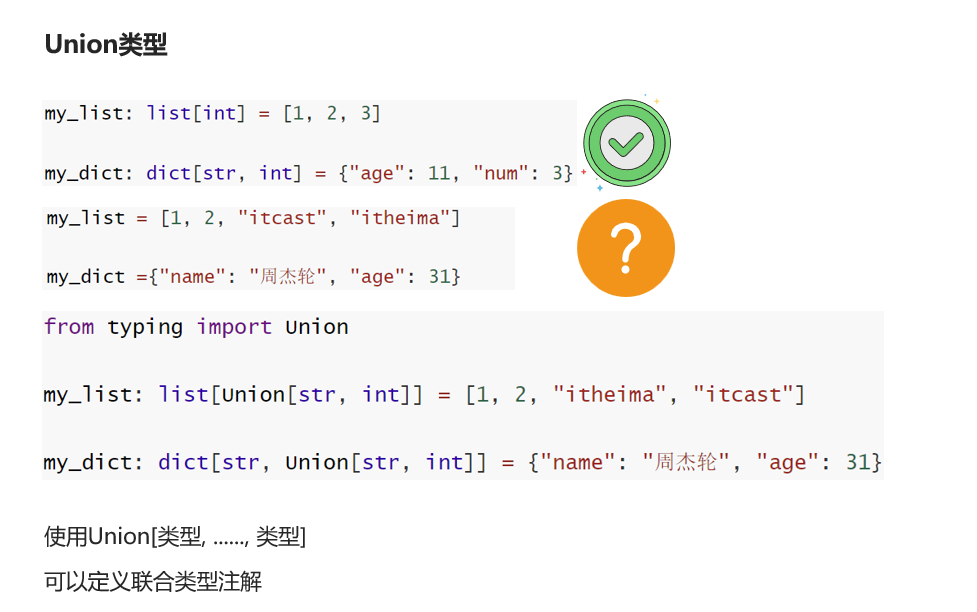 Union类型
my_list: list[int] = [1, 2, 3]
my_dict: dict[str, int] = {"age": 11, "num": 3}
my_list = [1, 2, "itcast", "itheima"]
my_dict ={"name": "周杰轮", "age": 31}
from typing import Union
my_list: list[Union[str, int]] = [1, 2, "itheima", "itcast"]
my_dict: dict[str, Union[str, int]] = {"name": "周杰轮", "age": 31}
使用Union[类型, ......, 类型]
可以定义联合类型注解